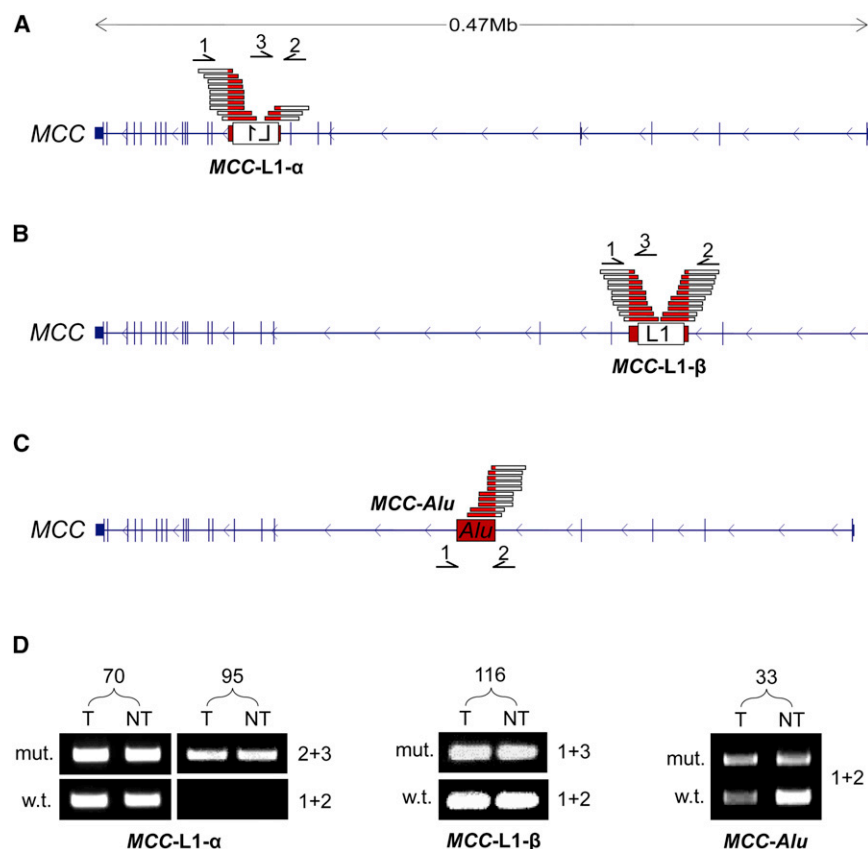 A
0.47Mb
1 3 2
MCC
L1
MCC-L1-α
B
1 3 2
MCC
L1
MCC-L1-β
C
MCC-Alu
MCC
Alu
1 2
D
70 95 116 33
T NT T NT T NT T NT
mut. 2+3 mut. 1+3 mut.
1+2
w.t. 1+2 w.t. 1+2 w.t.
MCC-L1-α MCC-L1-β MCC-Alu